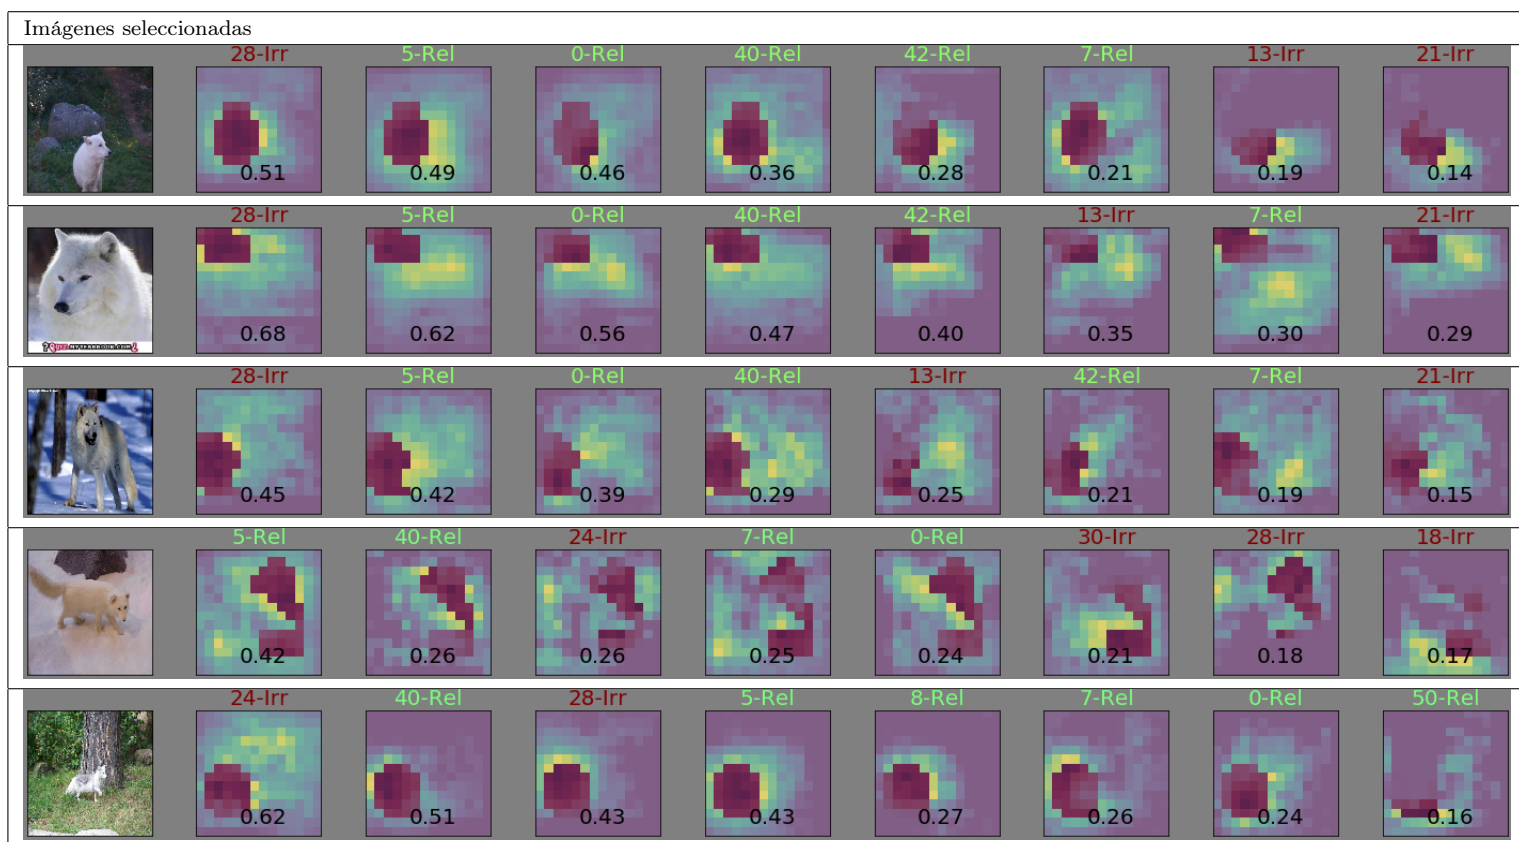 Imágenes seleccionadas
28-Irr 5-Rel 0-Rel 40-Rel 42-Rel 7-Rel 13-Irr 21-Irr
0.51 0.49 0.46 0.36 0.28 0.21 0.19 0.14
28-Irr 5-Rel 0-Rel 40-Rel 42-Rel 13-Irr 7-Rel 21-Irr
0.68 0.62 0.56 0.47 0.40 0.35 0.30 0.29
28-Irr 5-Rel 0-Rel 40-Rel 13-Irr 42-Rel 7-Rel 21-Irr
0.45 0.42 0.39 0.29 0.25 0.21 0.19 0.15
5-Rel 40-Rel 24-Irr 7-Rel 0-Rel 30-Irr 28-Irr 18-Irr
0.42 0.26 0.26 0.25 0.24 0.21 0.18 0.17
24-Irr 40-Rel 28-Irr 5-Rel 8-Rel 7-Rel 0-Rel 50-Rel
0.62 0.51 0.43 0.43 0.27 0.26 0.24 0.16